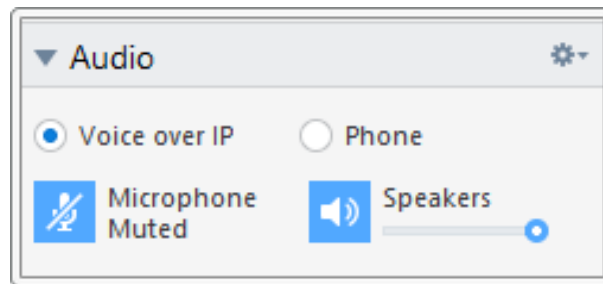 Audio
Voice over IP
Phone
Microphone
Muted
Speakers